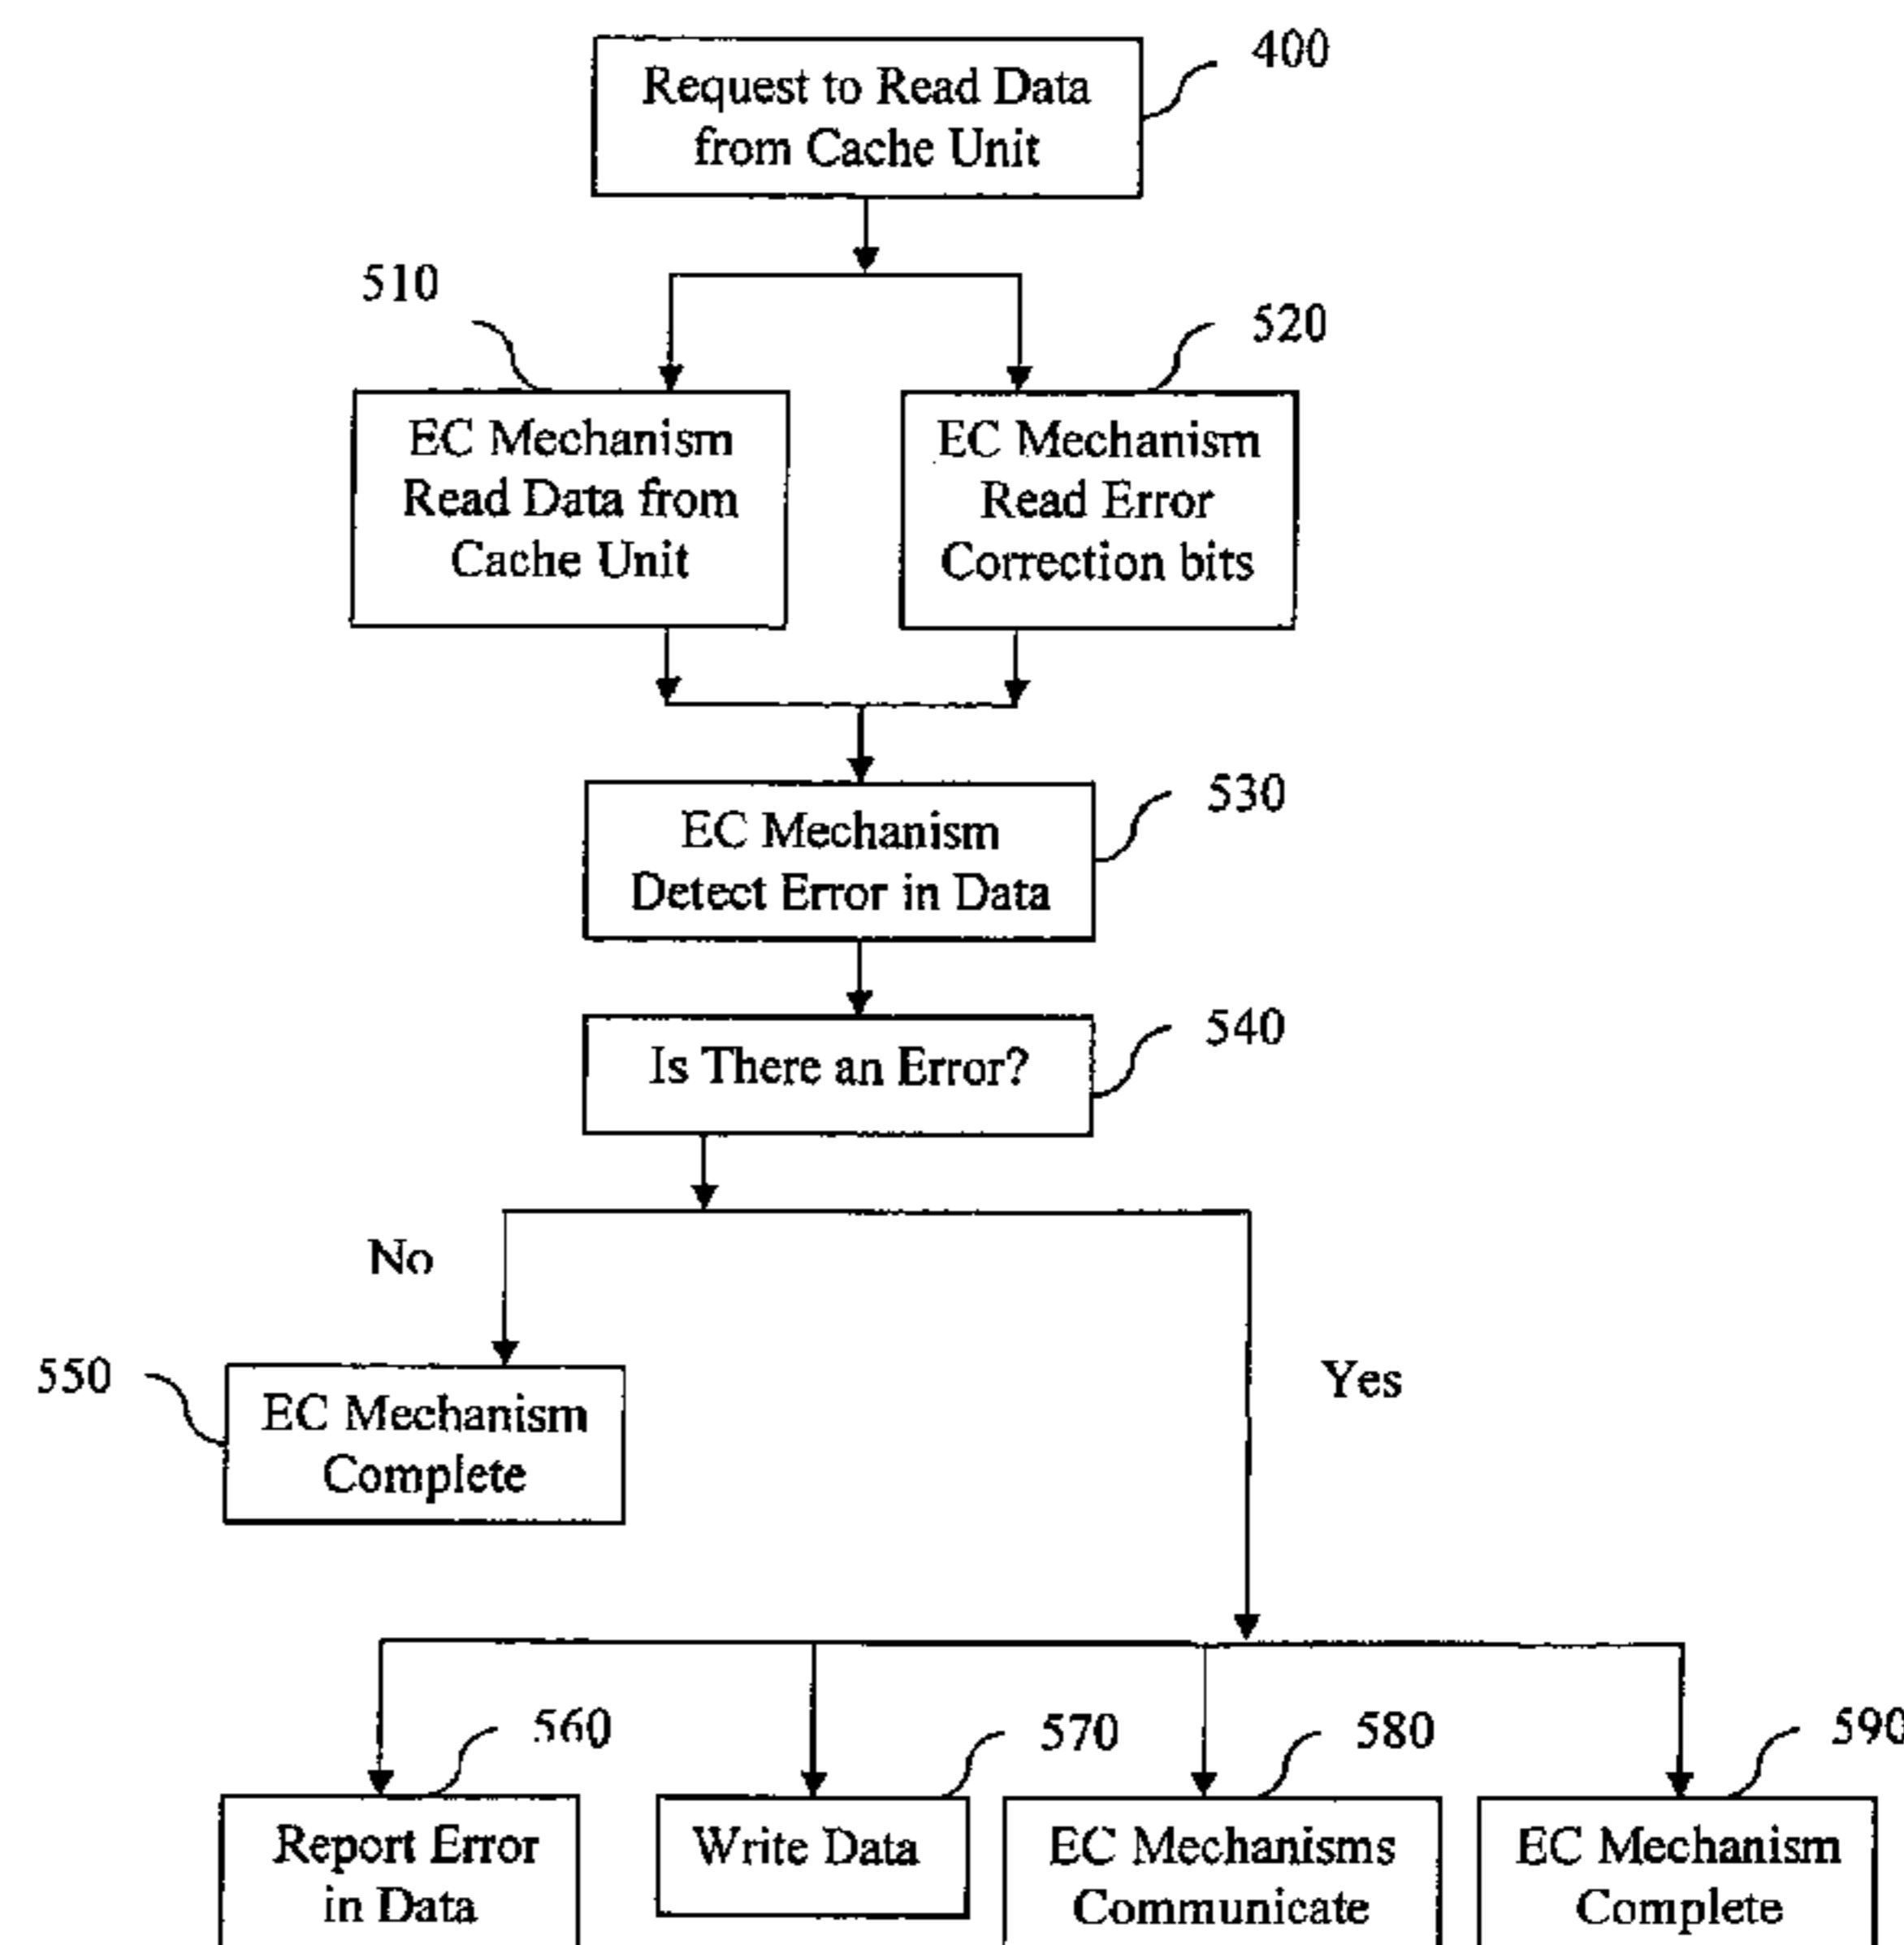 400
Request to Read Data
from Cache Unit
510
520
EC Mechanism
Read Data from
Cache Unit
EC Mechanism
Read Error
Correction bits
530
EC Mechanism
Detect Error in Data
540
Is There an Error?
No
Yes
550
EC Mechanism
Complete
560
570
580
590
Report Error
in Data
Write Data
EC Mechanisms
Communicate
EC Mechanism
Complete